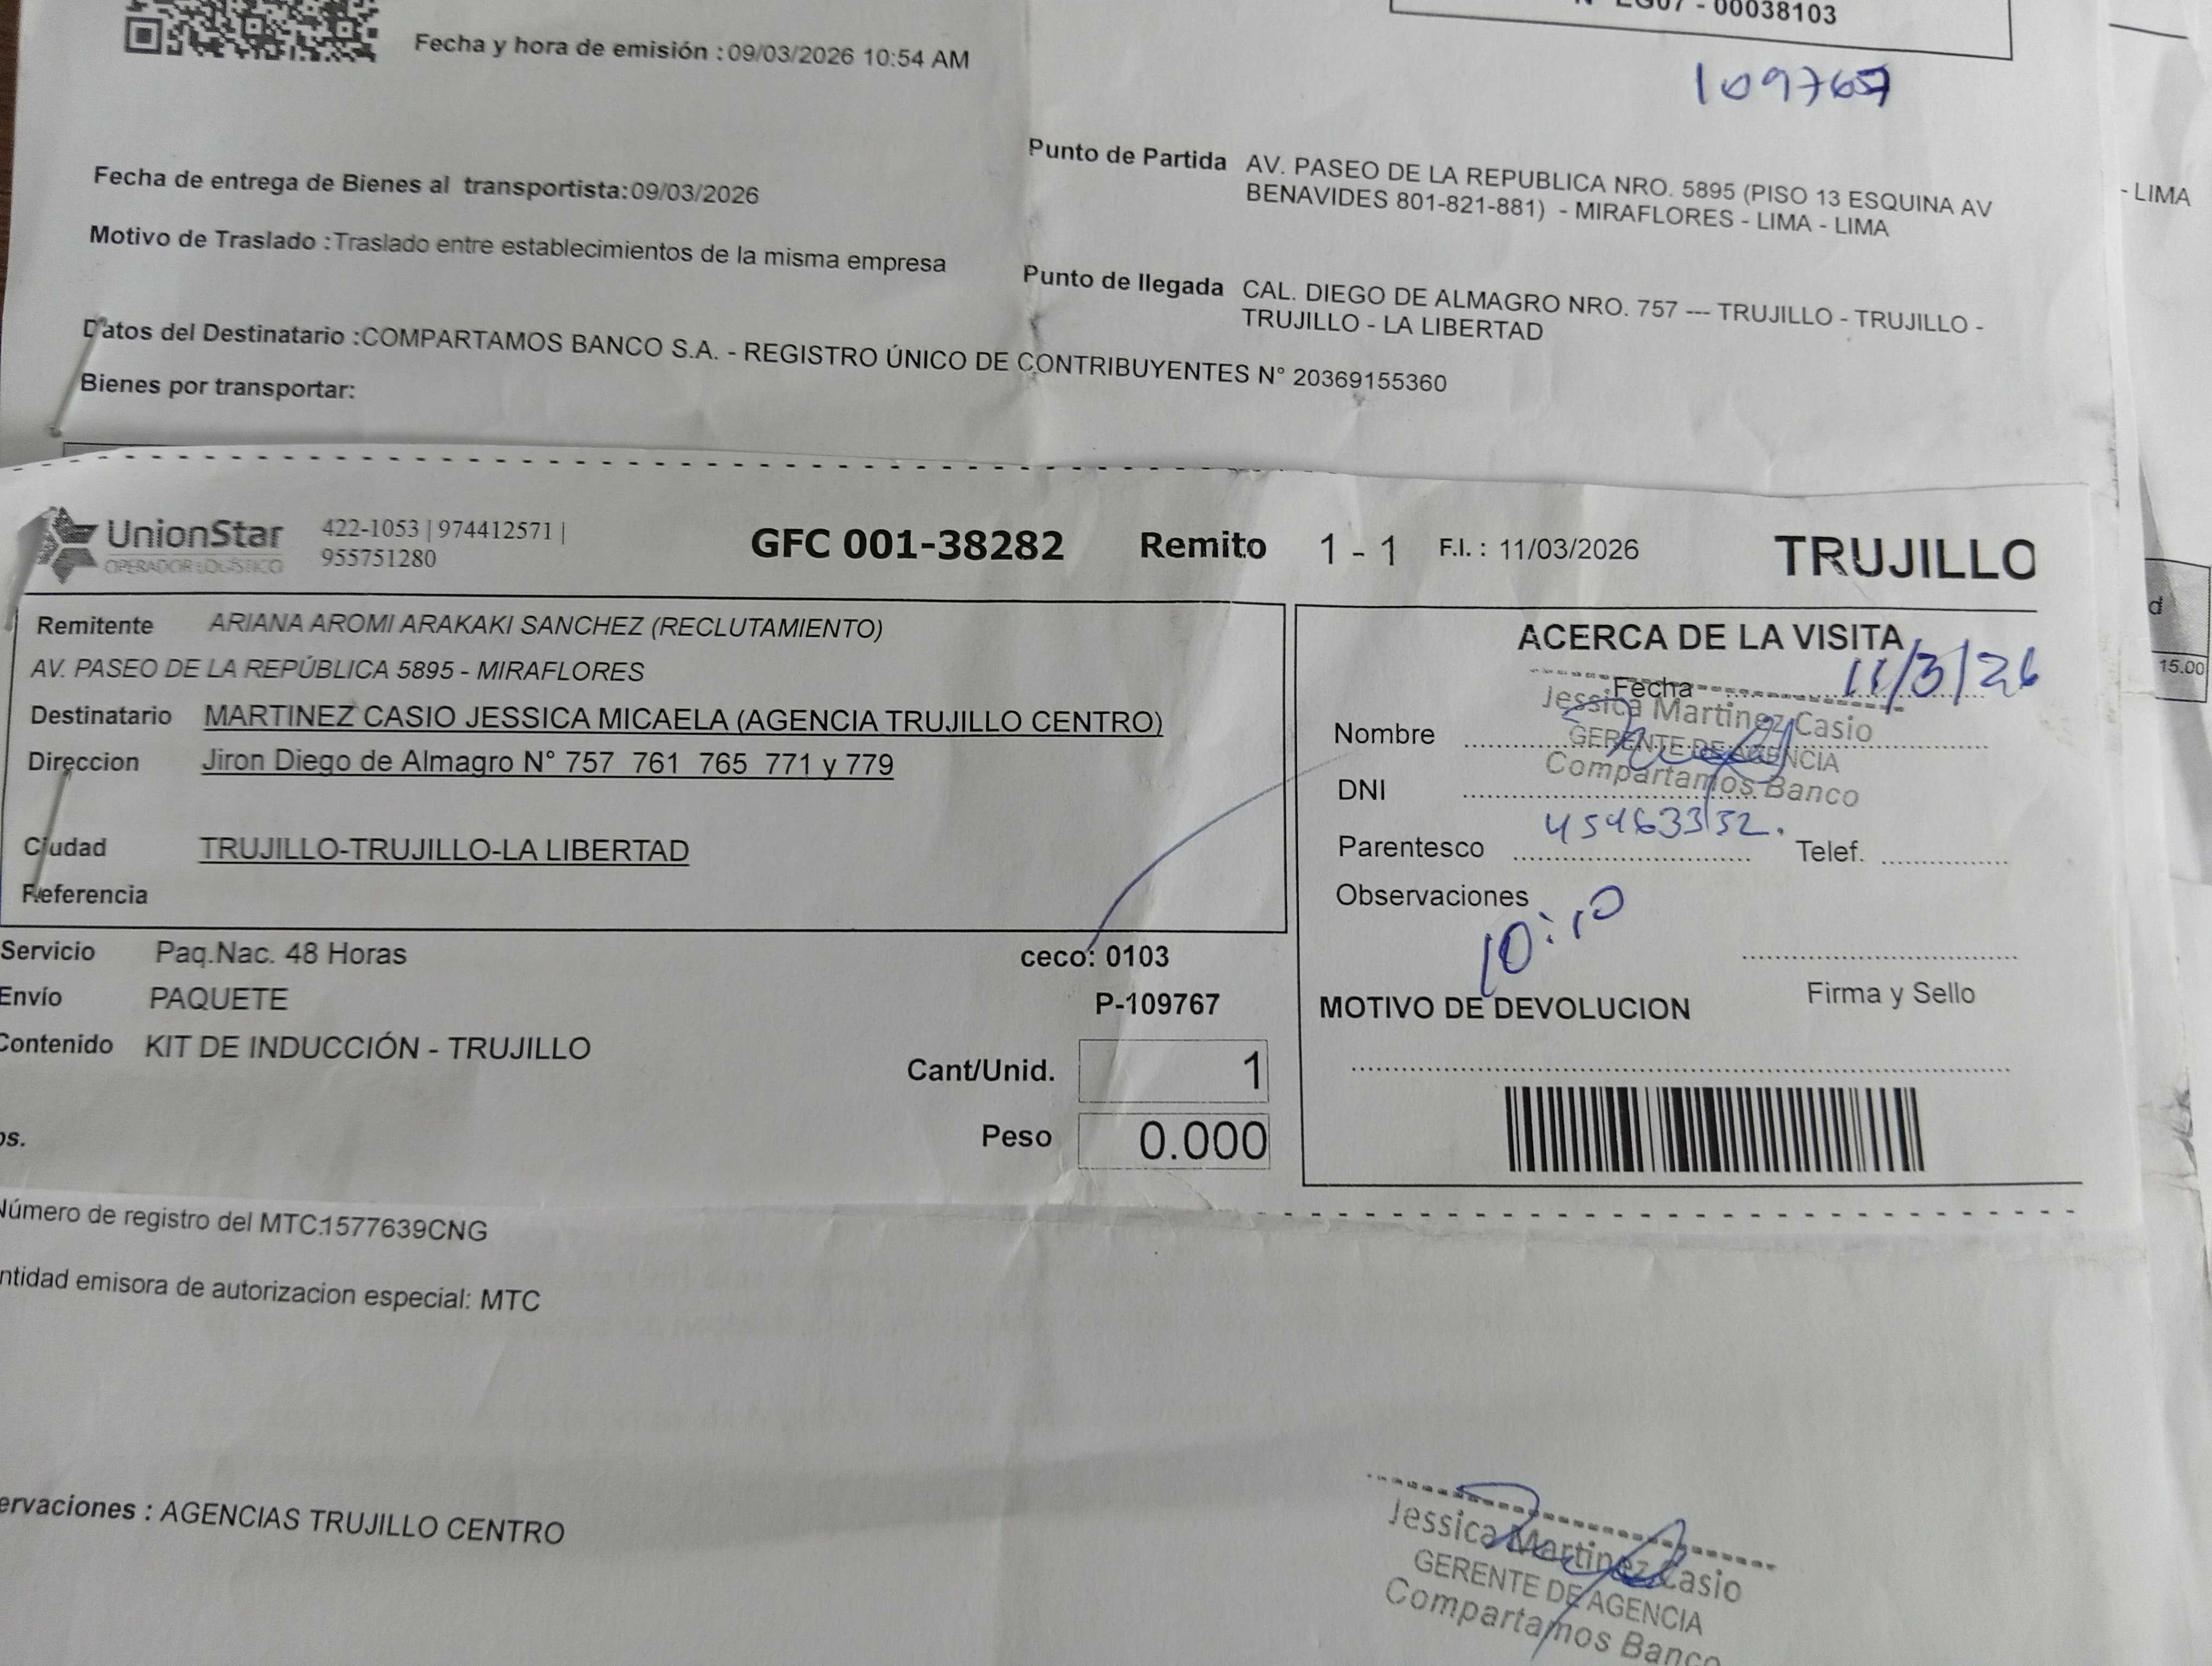 N° EG07 - 00038103
Fecha y hora de emisión :09/03/2026 10:54 AM
109767
Punto de Partida AV. PASEO DE LA REPUBLICA NRO. 5895 (PISO 13 ESQUINA AV
BENAVIDES 801-821-881) - MIRAFLORES - LIMA - LIMA
- LIMA
Fecha de entrega de Bienes al transportista:09/03/2026
Motivo de Traslado :Traslado entre establecimientos de la misma empresa
Punto de llegada CAL. DIEGO DE ALMAGRO NRO. 757 --- TRUJILLO - TRUJILLO -
TRUJILLO - LA LIBERTAD
Datos del Destinatario :COMPARTAMOS BANCO S.A. - REGISTRO ÚNICO DE CONTRIBUYENTES N° 20369155360
Bienes por transportar:
UnionStar
OPERADOR LOGÍSTICO
422-1053 | 974412571 |
955751280
GFC 001-38282 Remito 1 - 1 F.I. : 11/03/2026 TRUJILLO
Remitente ARIANA AROMI ARAKAKI SANCHEZ (RECLUTAMIENTO)
AV. PASEO DE LA REPÚBLICA 5895 - MIRAFLORES
Destinatario MARTINEZ CASIO JESSICA MICAELA (AGENCIA TRUJILLO CENTRO)
Direccion Jiron Diego de Almagro N° 757 761 765 771 y 779
Ciudad TRUJILLO-TRUJILLO-LA LIBERTAD
Referencia
Servicio Paq.Nac. 48 Horas
ceco: 0103
Envío PAQUETE
P-109767
Contenido KIT DE INDUCCIÓN - TRUJILLO
Cant/Unid. 1
Peso 0.000
os.
ACERCA DE LA VISITA
Fecha 11/3/26
Jessica Martinez Casio
Nombre
GERENTE DE AGENCIA
Compartamos Banco
DNI
Parentesco
Telef.
Observaciones
10:10
Firma y Sello
MOTIVO DE DEVOLUCION
d
15.00
Número de registro del MTC:1577639CNG
ntidad emisora de autorizacion especial: MTC
ervaciones : AGENCIAS TRUJILLO CENTRO
Jessica Martinez Casio
GERENTE DE AGENCIA
Compartamos Banco